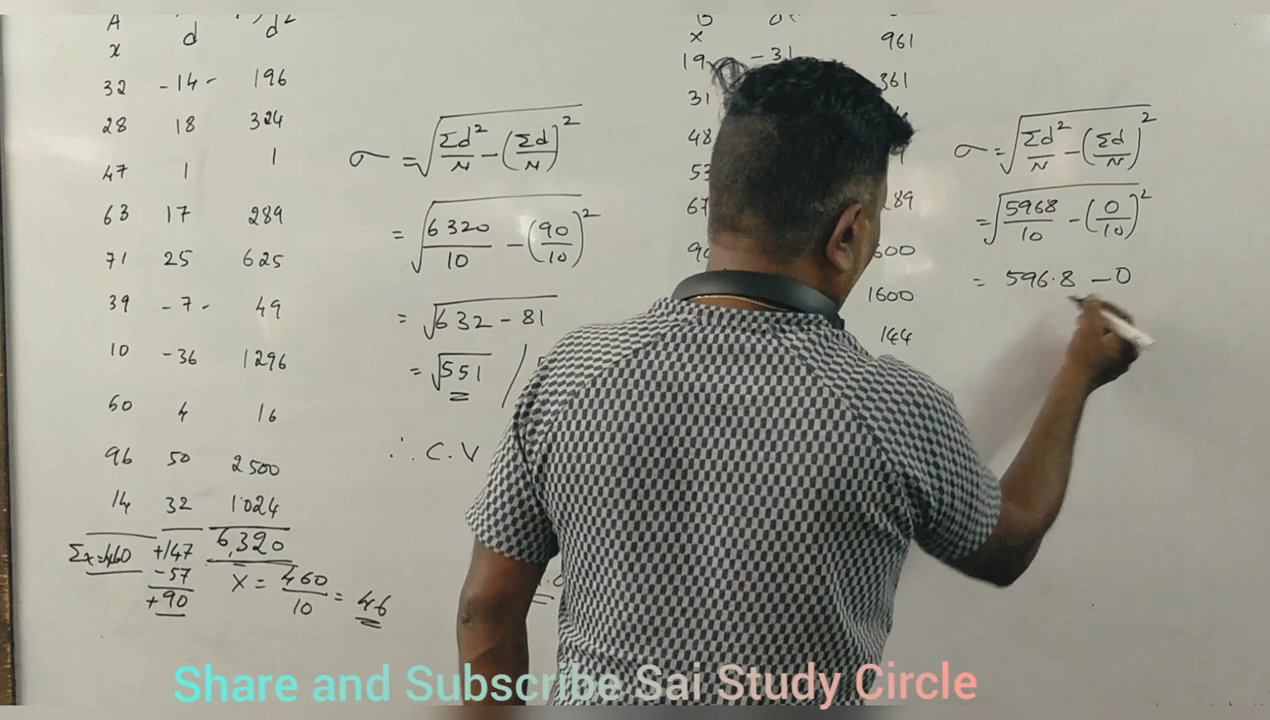 A
x d d²
32 -14 - 196
28 18 324
47 1 1
63 17 289
71 25 625
39 -7 - 49
10 -36 1296
60 4 16
96 50 2500
14 32 1024
Σx=460 +147 6,320
-57
+90
X = 460/10 = 46
σ = √(Σd²/N - (Σd/N)²)
= √(6320/10 - (90/10)²)
= √632 - 81
= √551 /
∴ C.V
B
x
19 -31 961
31 361
48
53
67 289
1600
144
σ = √(Σd²/N - (Σd/N)²)
= √(5968/10 - (0/10)²)
= 596.8 - 0
Share and Subscribe Sai Study Circle